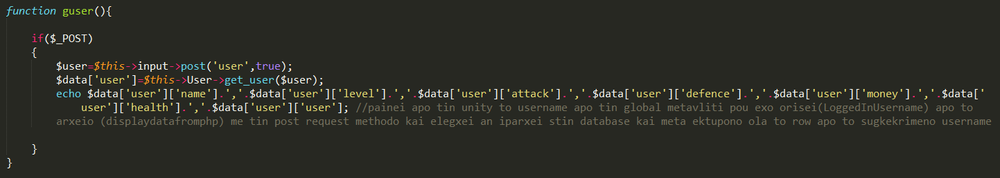 function guser(){
if($_POST)
{
$user=$this->input->post('user',true);
$data['user']=$this->User->get_user($user);
echo $data['user']['name'].','.$data['user']['level'].','.$data['user']['attack'].','.$data['user']['defence'].','.$data['user']['money'].','.$data['
user']['health'].','.$data['user']['user']; //painei apo tin unity to username apo tin global metavliti pou exo orisei(LoggedInUsername) apo to
arxeio (displaydatafromphp) me tin post request methodo kai elegxei an iparxei stin database kai meta ektupono ola to row apo to sugkekrimeno username
}
}